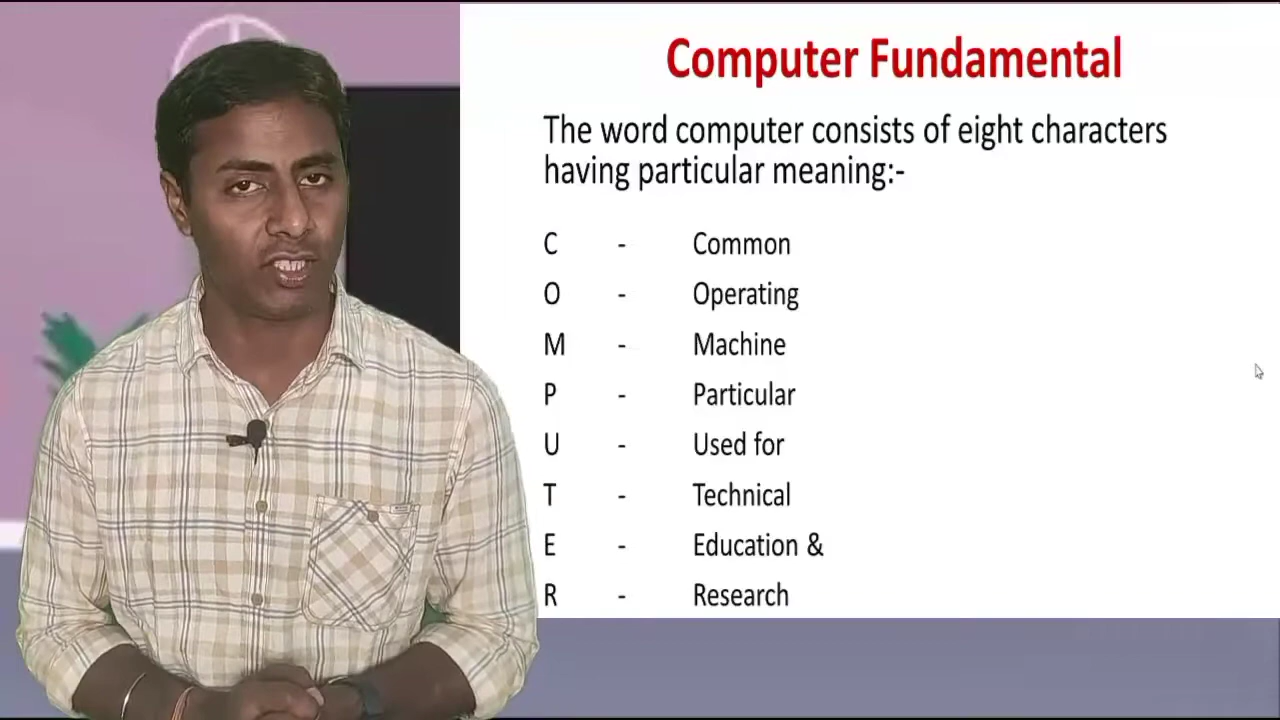 Computer Fundamental
The word computer consists of eight characters
having particular meaning:-
C - Common
O - Operating
M - Machine
P - Particular
U - Used for
T - Technical
E - Education &
R - Research